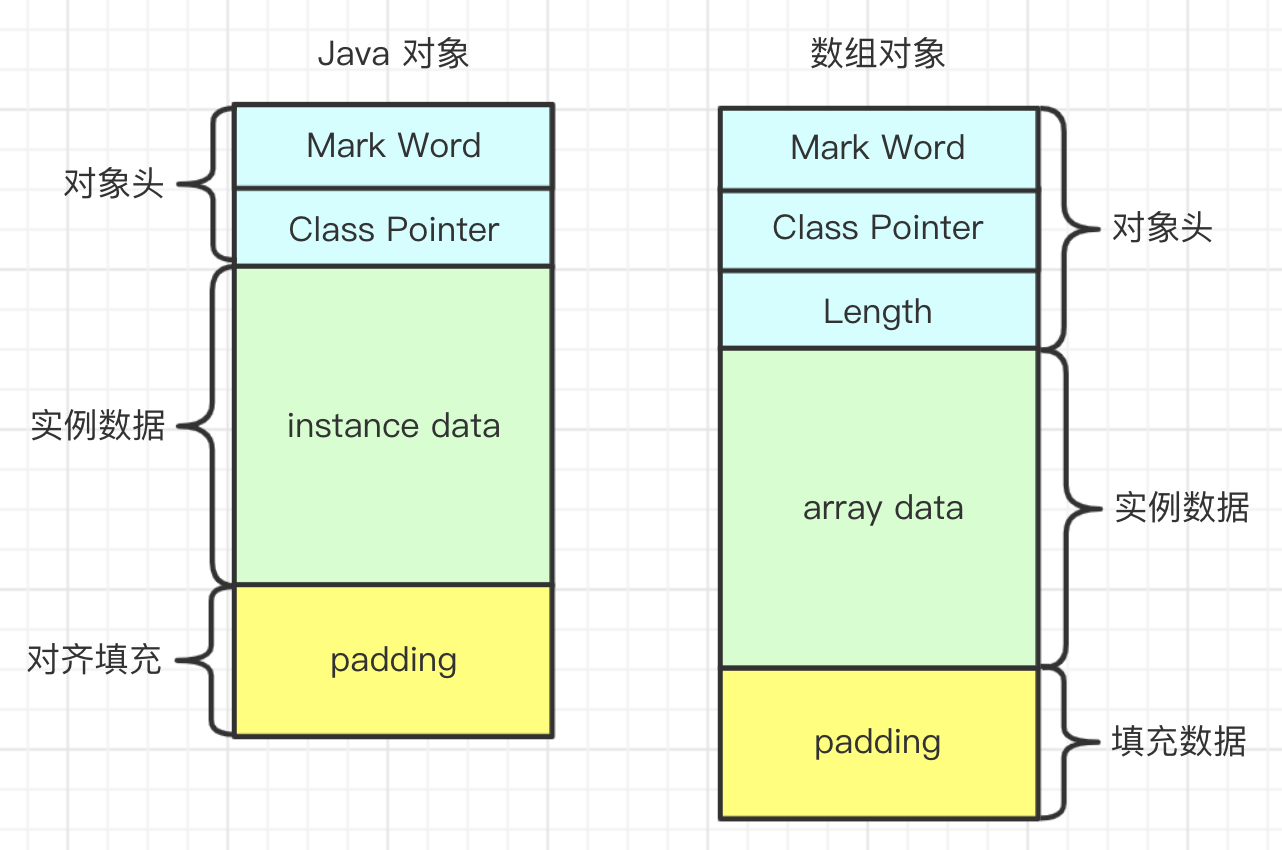 Java 对象
对象头
Mark Word
Class Pointer
实例数据
instance data
对齐填充
padding
数组对象
Mark Word
Class Pointer
Length
对象头
array data
实例数据
padding
填充数据